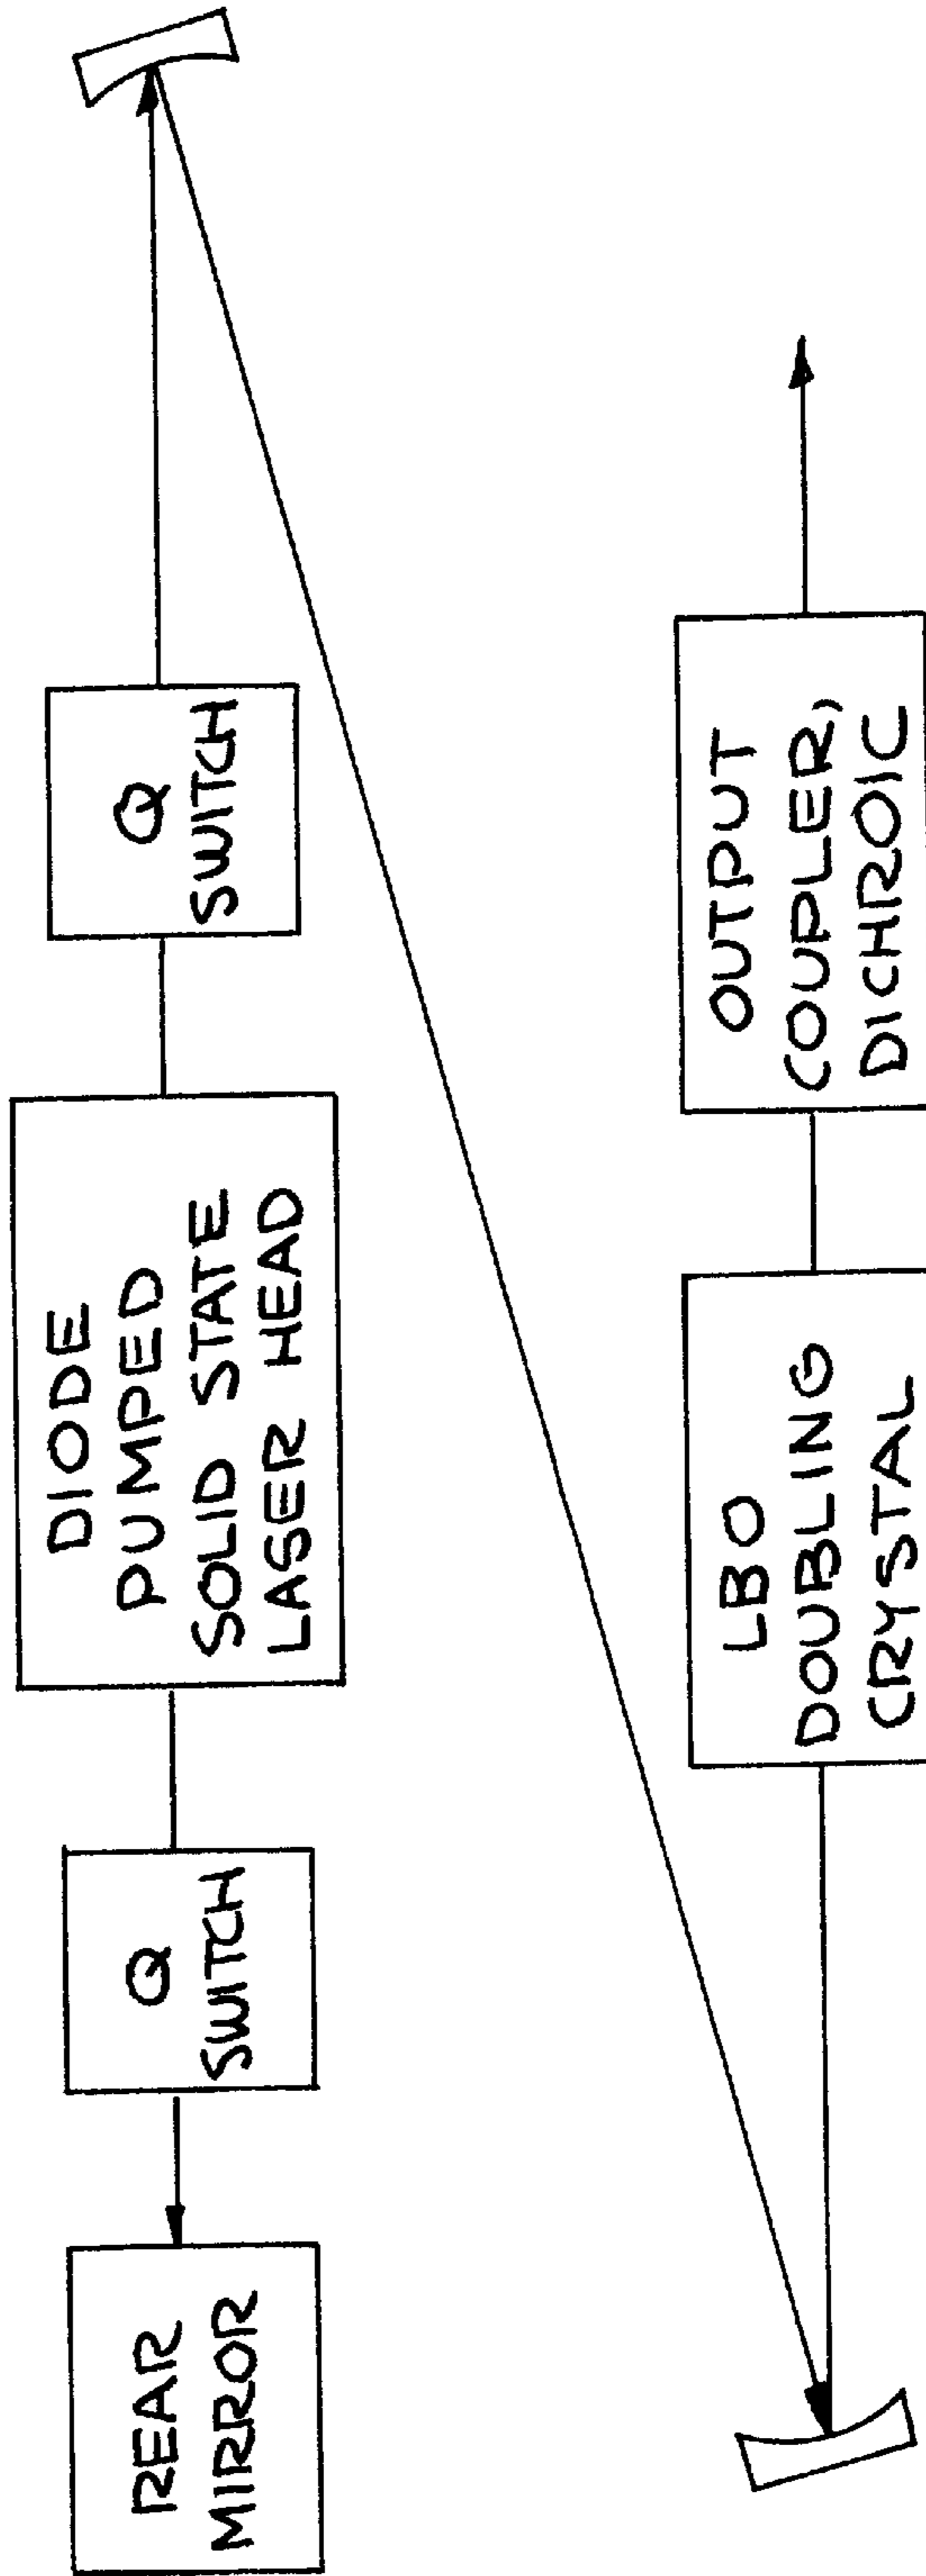 REAR
MIRROR
Q
SWITCH
DIODE
PUMPED
SOLID STATE
LASER HEAD
Q
SWITCH
LBO
DOUBLING
CRYSTAL
OUTPUT
COUPLER,
DICHROIC